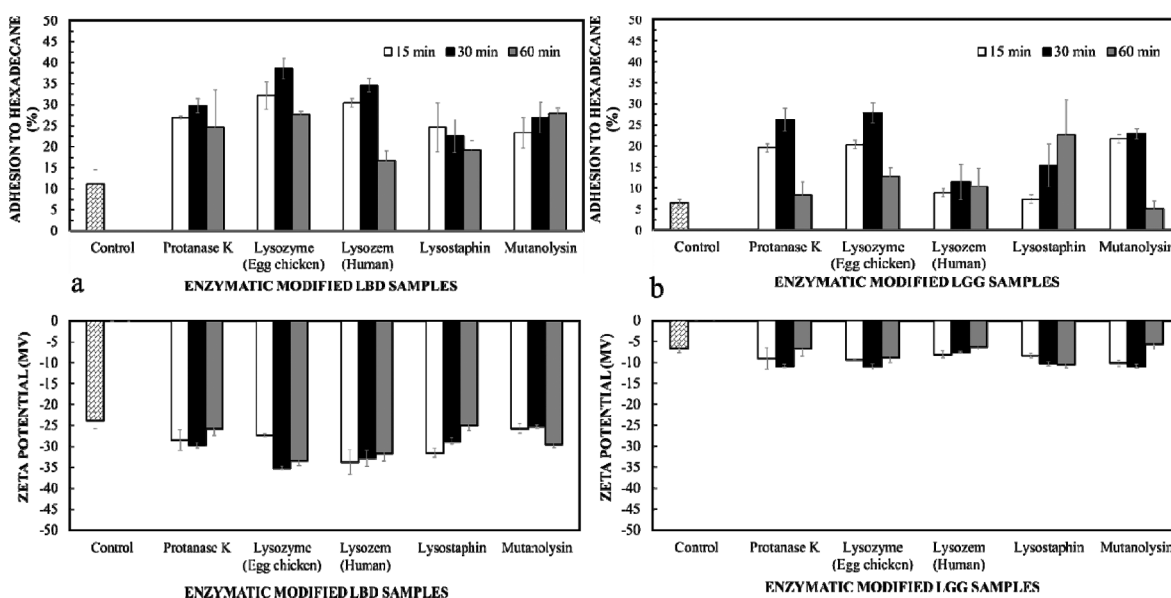 ADHESION TO HEXADECANE
(%)
50
45
40
35
30
25
20
15
10
5
0
15 min 30 min 60 min
Control Protanase K Lysozyme Lysozem Lysostaphin Mutanolysin
(Egg chicken) (Human)
a
ENZYMATIC MODIFIED LBD SAMPLES
ADHESION TO HEXADECANE
(%)
50
45
40
35
30
25
20
15
10
5
0
15 min 30 min 60 min
Control Protanase K Lysozyme Lysozem Lysostaphin Mutanolysin
(Egg chicken) (Human)
b
ENZYMATIC MODIFIED LGG SAMPLES
ZETA POTENTIAL (MV)
0
-5
-10
-15
-20
-25
-30
-35
-40
-45
-50
Control Protanase K Lysozyme Lysozem Lysostaphin Mutanolysin
(Egg chicken) (Human)
ENZYMATIC MODIFIED LBD SAMPLES
ZETA POTENTIAL (MV)
0
-5
-10
-15
-20
-25
-30
-35
-40
-45
-50
Control Protanase K Lysozyme Lysozem Lysostaphin Mutanolysin
(Egg chicken) (Human)
ENZYMATIC MODIFIED LGG SAMPLES